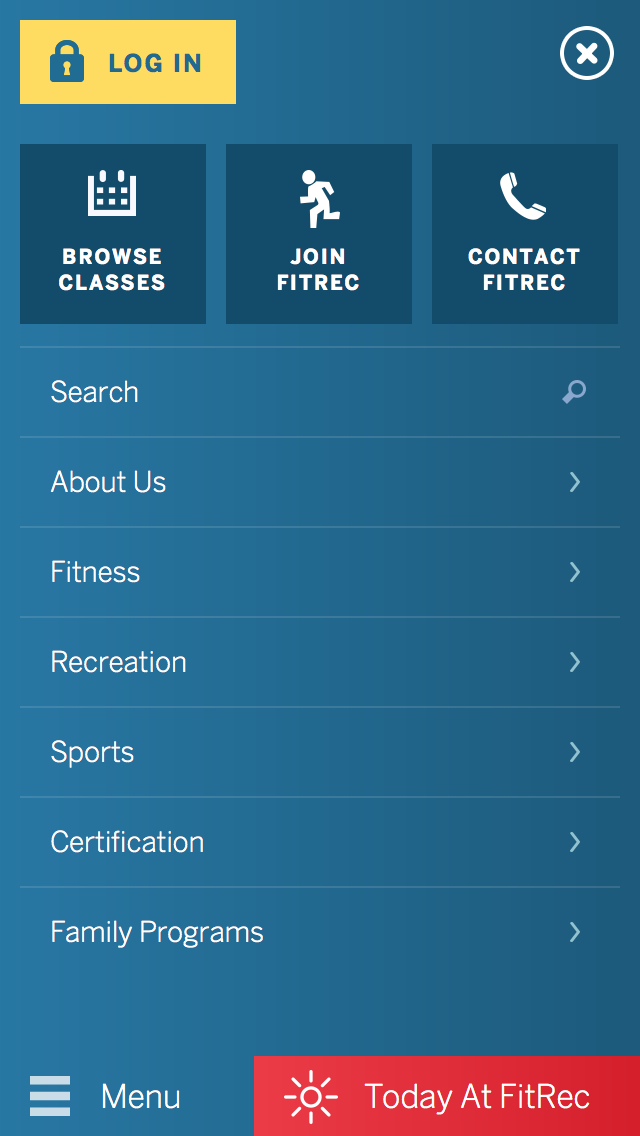 LOG IN
BROWSE
CLASSES
JOIN
FITREC
CONTACT
FITREC
Search
About Us
Fitness
Recreation
Sports
Certification
Family Programs
Menu
Today At FitRec